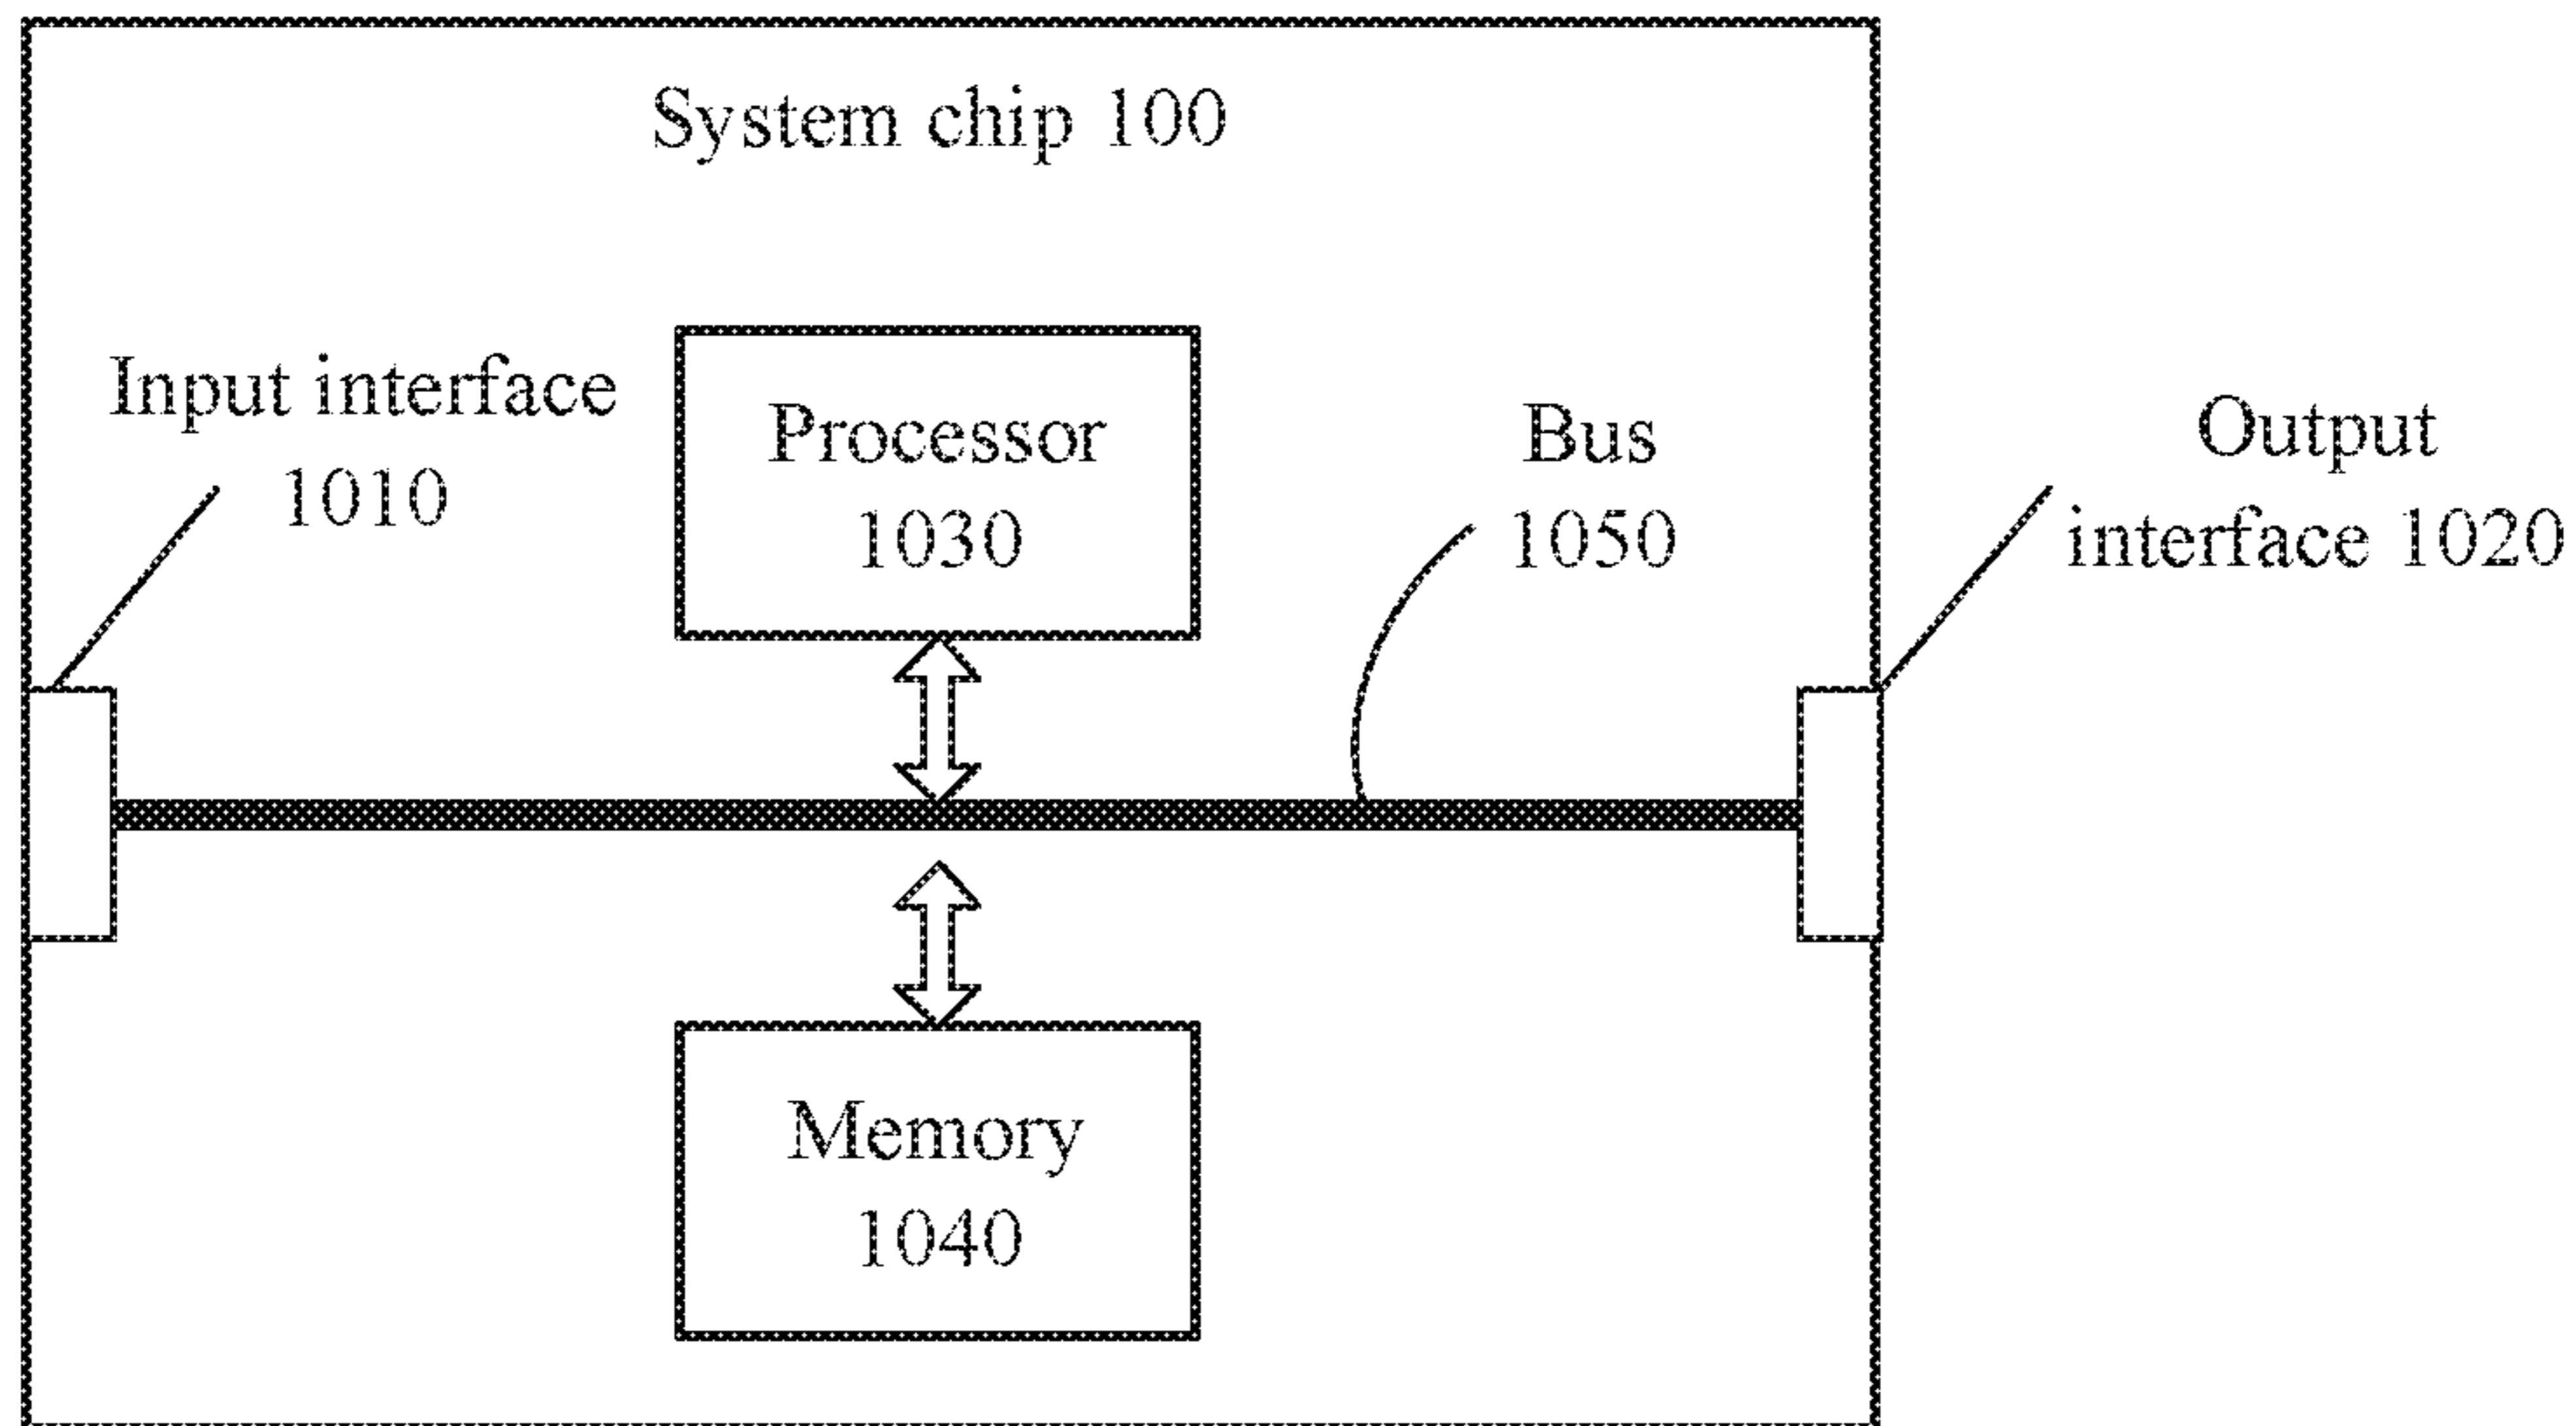 System chip 100
Input interface
1010
Processor
1030
Bus
1050
Output
interface 1020
Memory
1040